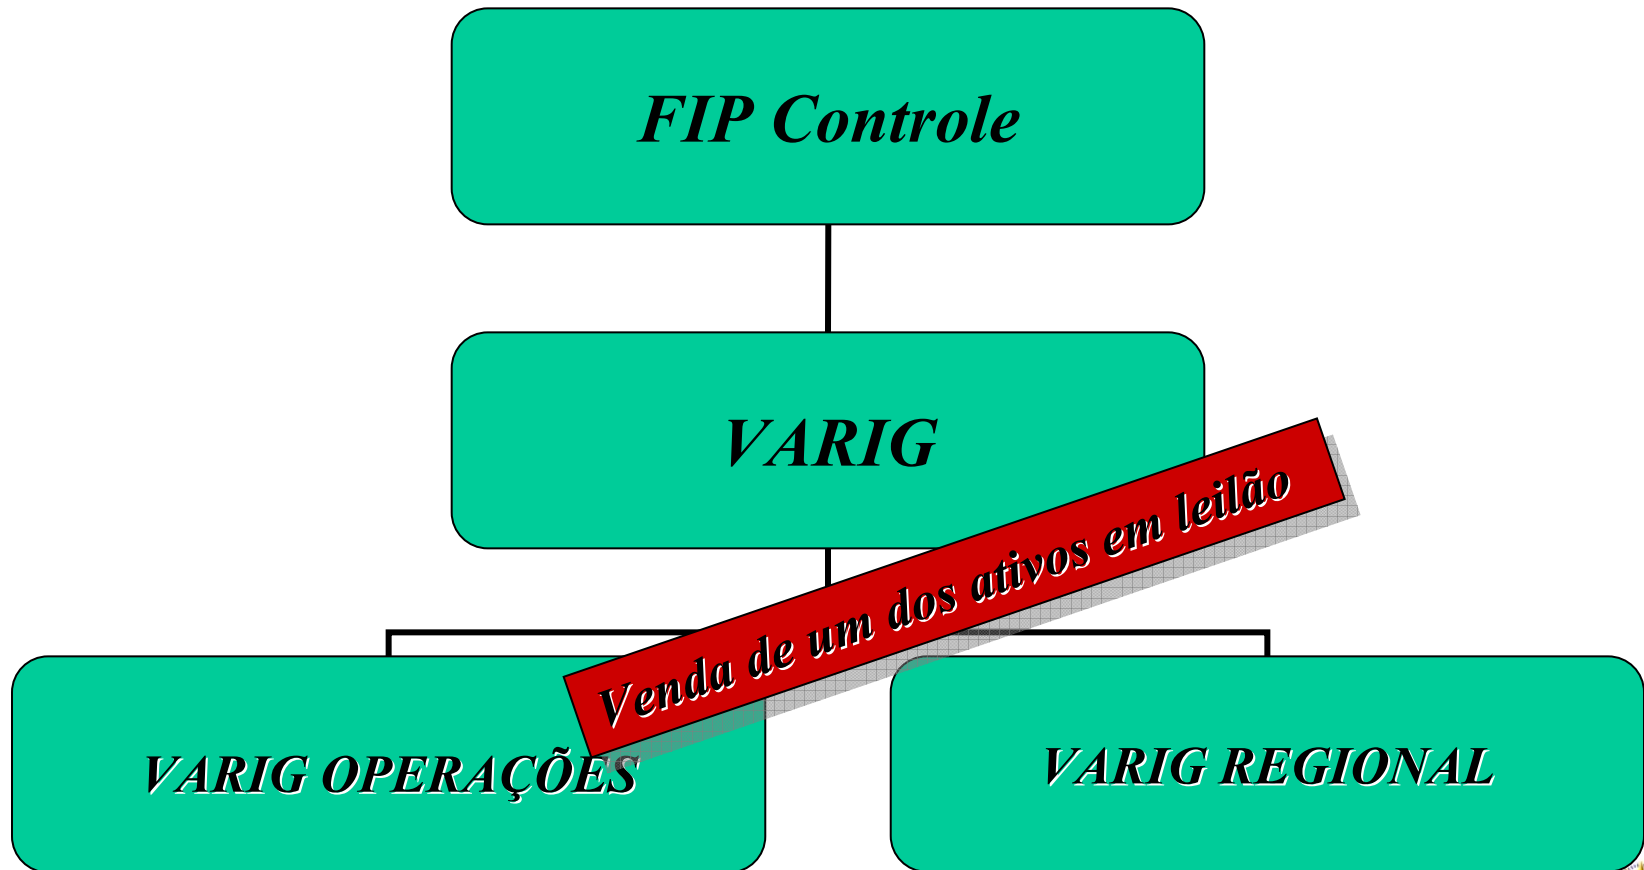 FIP Controle
VARIG
Venda de um dos ativos em leilão
VARIG OPERAÇÕES
VARIG REGIONAL